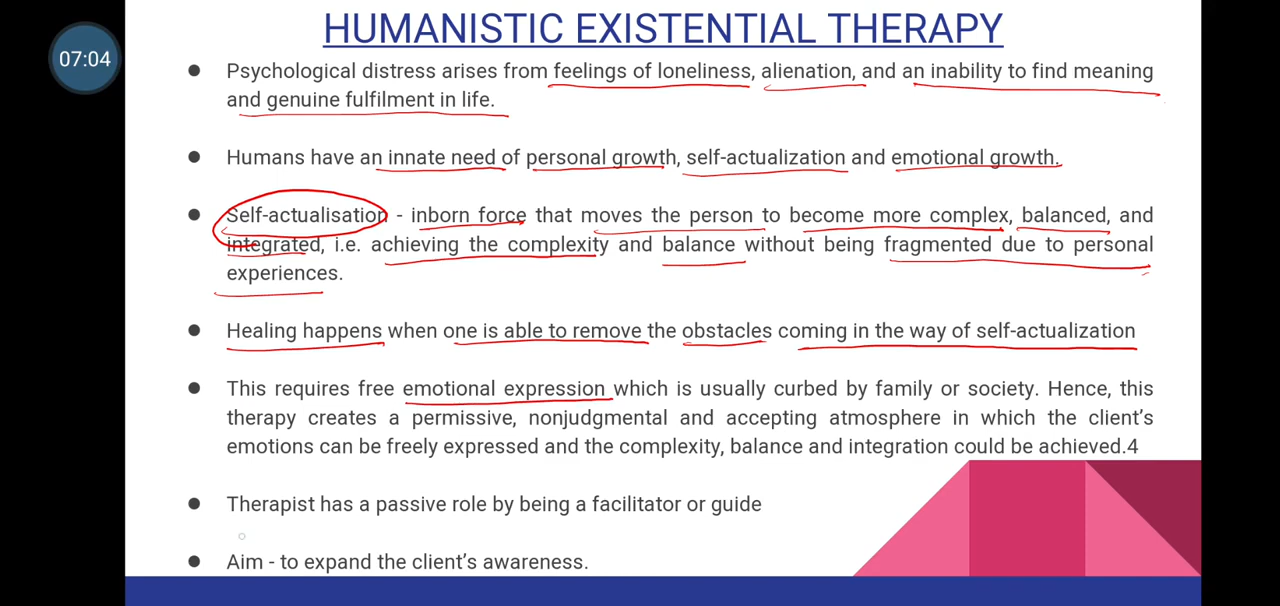 HUMANISTIC EXISTENTIAL THERAPY
07:04
● Psychological distress arises from feelings of loneliness, alienation, and an inability to find meaning
and genuine fulfilment in life.
● Humans have an innate need of personal growth, self-actualization and emotional growth.
● Self-actualisation - inborn force that moves the person to become more complex, balanced, and
integrated, i.e. achieving the complexity and balance without being fragmented due to personal
experiences.
● Healing happens when one is able to remove the obstacles coming in the way of self-actualization
● This requires free emotional expression which is usually curbed by family or society. Hence, this
therapy creates a permissive, nonjudgmental and accepting atmosphere in which the client's
emotions can be freely expressed and the complexity, balance and integration could be achieved.4
● Therapist has a passive role by being a facilitator or guide
● Aim - to expand the client's awareness.